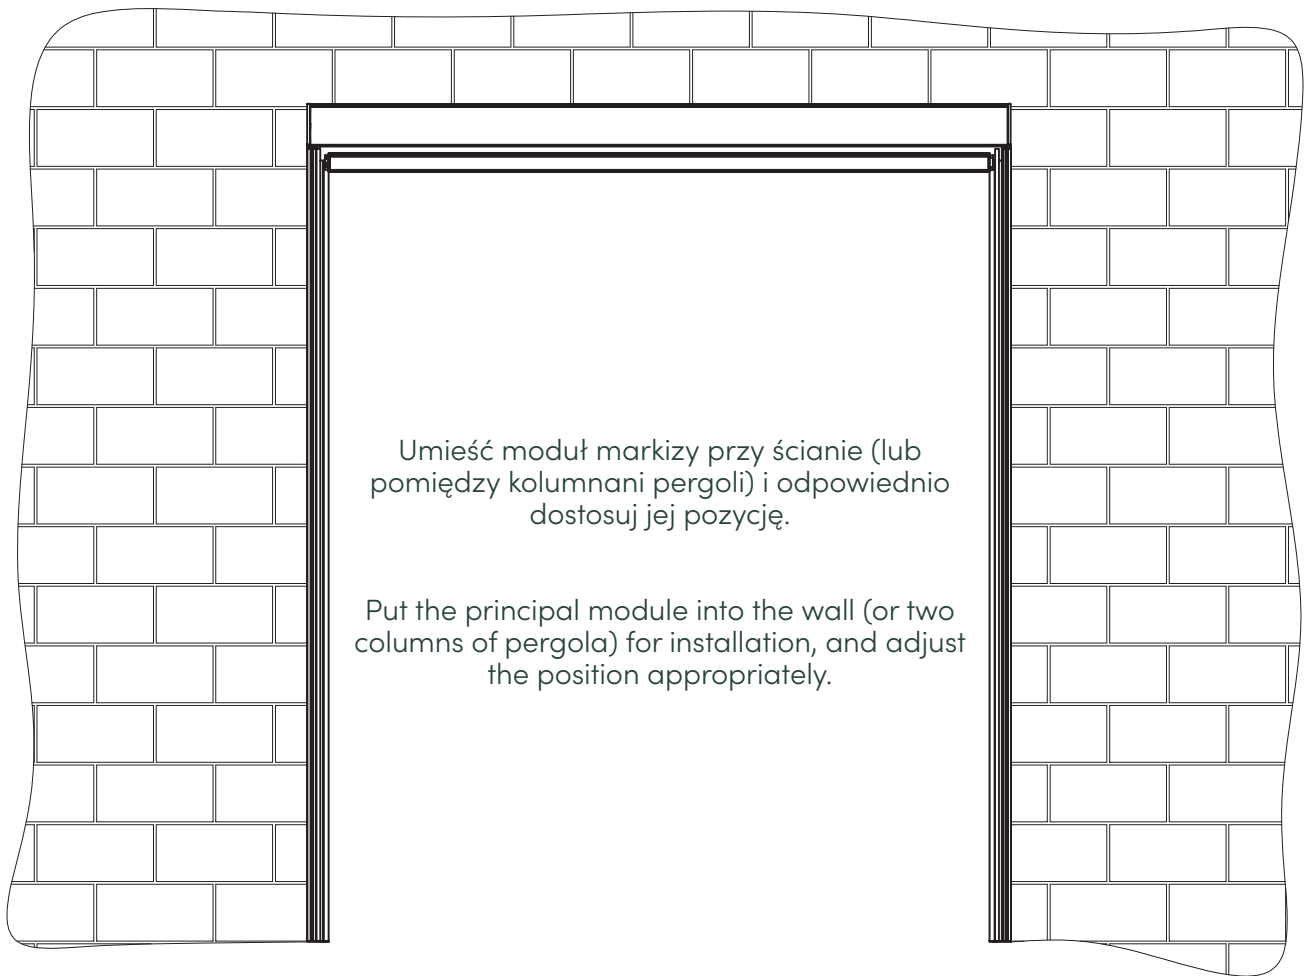 Umieść moduł markizy przy ścianie (lub
pomiędzy kolumnani pergoli) i odpowiednio
dostosuj jej pozycję.
Put the principal module into the wall (or two
columns of pergola) for installation, and adjust
the position appropriately.